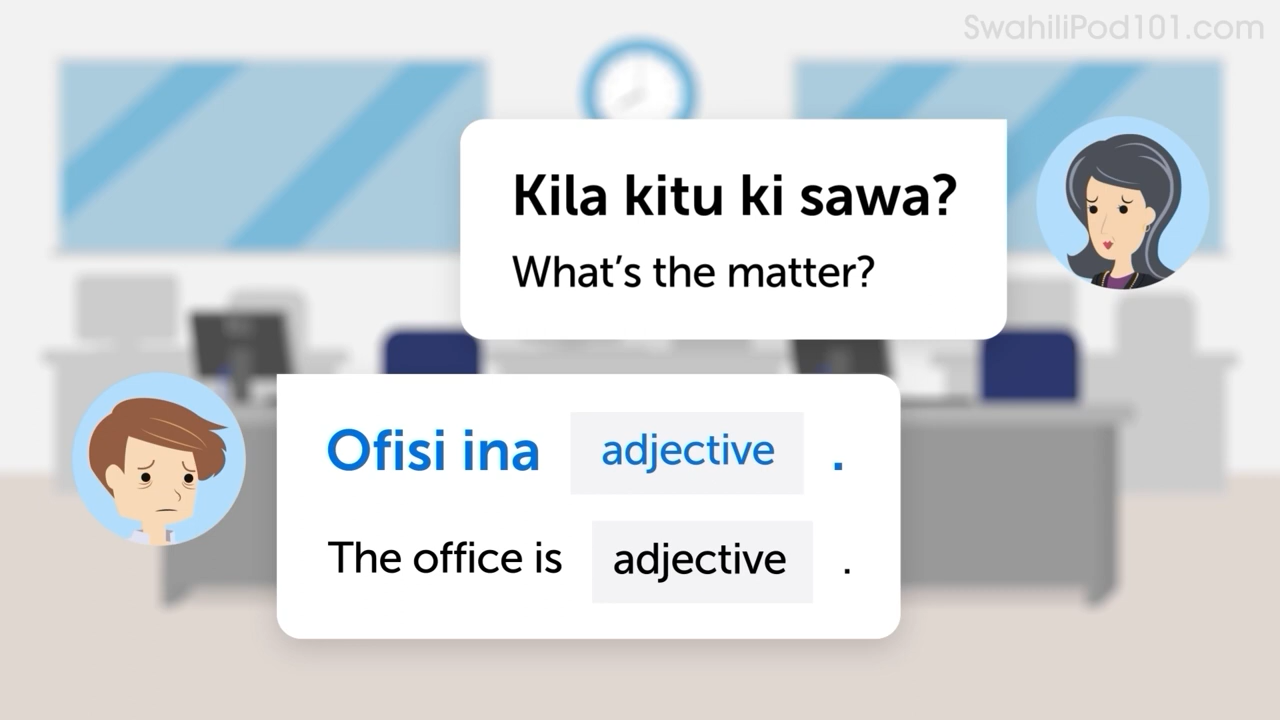 SwahiliPod101.com
Kila kitu ki sawa?
What's the matter?
Ofisi ina adjective .
The office is adjective .